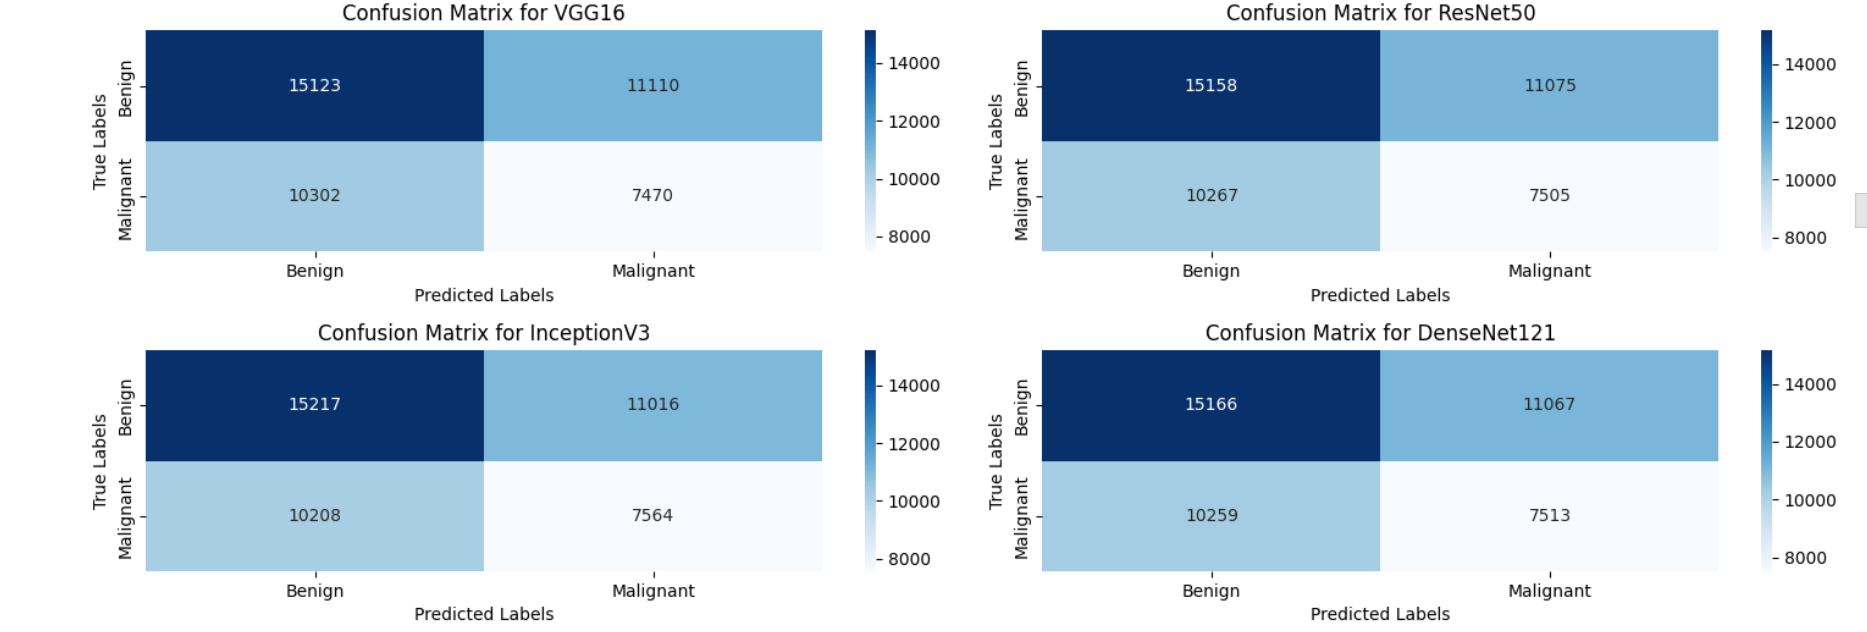 Confusion Matrix for VGG16
True Labels
Benign
Malignant
15123
11110
10302
7470
14000
12000
10000
8000
Benign
Malignant
Predicted Labels
Confusion Matrix for ResNet50
True Labels
Benign
Malignant
15158
11075
10267
7505
14000
12000
10000
8000
Benign
Malignant
Predicted Labels
Confusion Matrix for InceptionV3
True Labels
Benign
Malignant
15217
11016
10208
7564
14000
12000
10000
8000
Benign
Malignant
Predicted Labels
Confusion Matrix for DenseNet121
True Labels
Benign
Malignant
15166
11067
10259
7513
14000
12000
10000
8000
Benign
Malignant
Predicted Labels